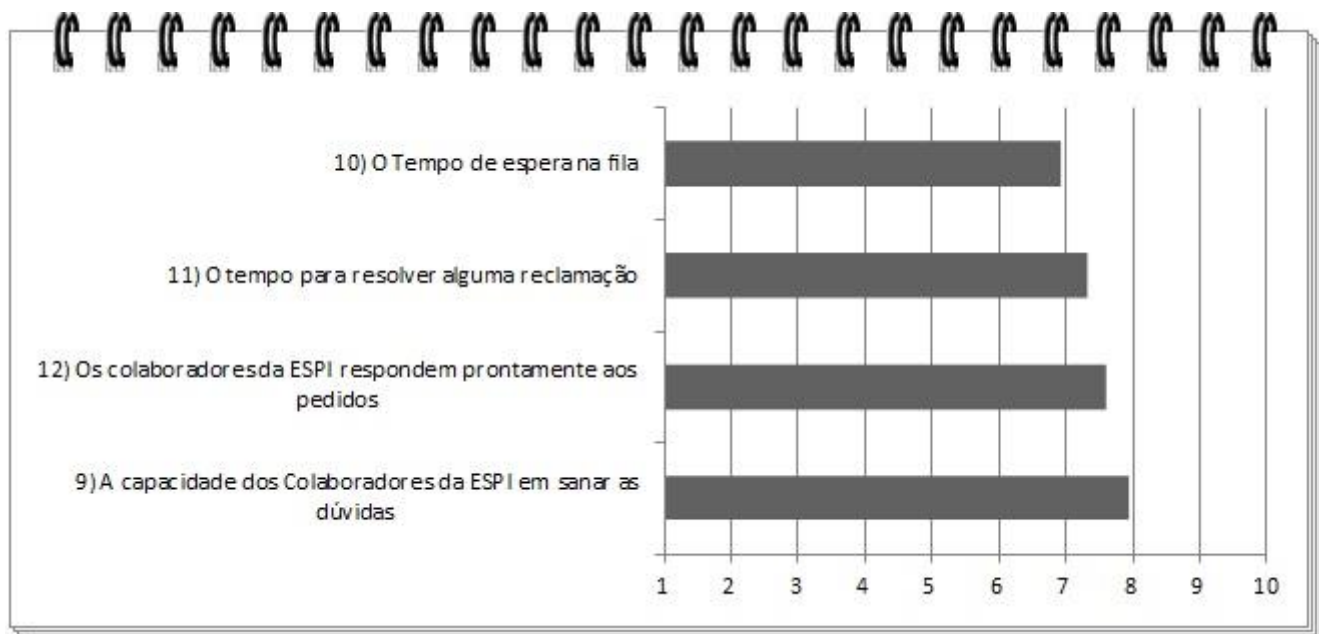 10) O Tempo de espera na fila
11) O tempo para resolver alguma reclamação
12) Os colaboradores da ESPI respondem prontamente aos
pedidos
9) A capacidade dos Colaboradores da ESPI em sanar as
dúvidas
1 2 3 4 5 6 7 8 9 10